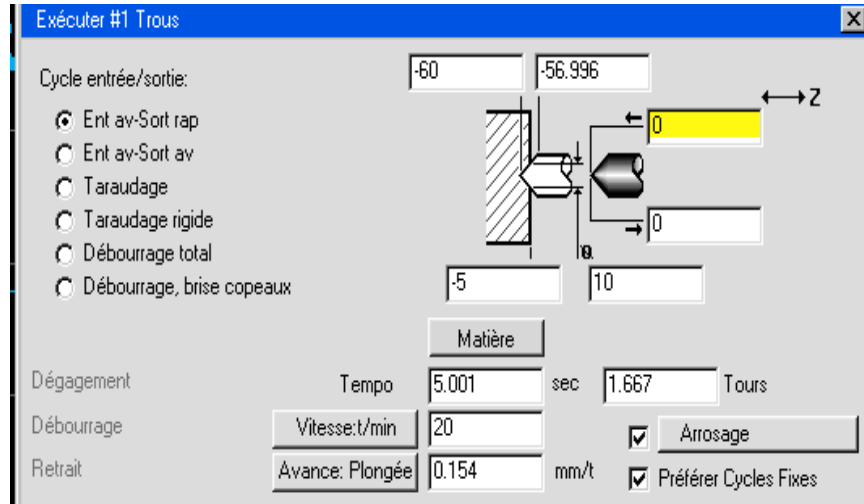 Exécuter #1 Trous
Cycle entrée/sortie:
-60 -56.996
Z
Ent av-Sort rap
0
Ent av-Sort av
Taraudage
Taraudage rigide
0
Débourrage total
Débourrage, brise copeaux
-5 10
Matière
Dégagement Tempo 5.001 sec 1.667 Tours
Débourrage Vitesse:t/min 20 Arrosage
Retrait Avance: Plongée 0.154 mm/t Préférer Cycles Fixes